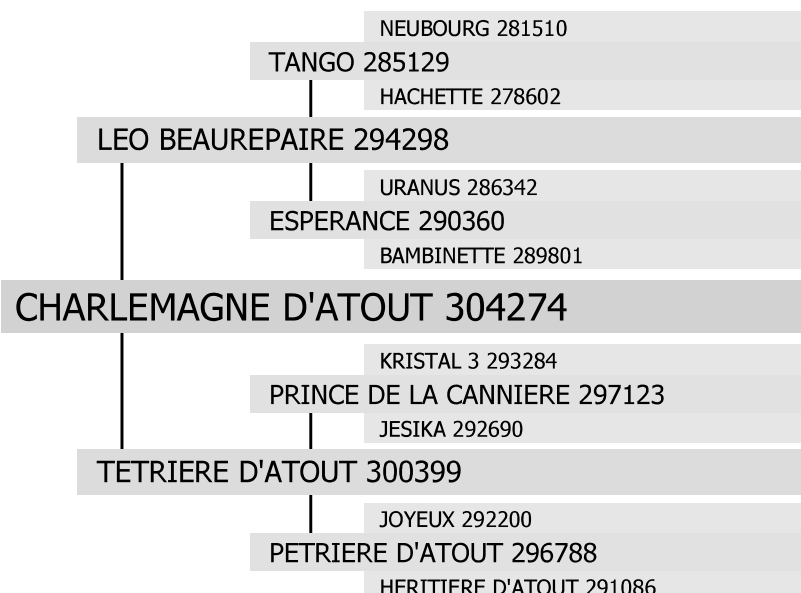 NEUBOURG 281510
TANGO 285129
HACHETTE 278602
LEO BEAUREPAIRE 294298
URANUS 286342
ESPERANCE 290360
BAMBINETTE 289801
CHARLEMAGNE D'ATOUT 304274
KRISTAL 3 293284
PRINCE DE LA CANNIERE 297123
JESIKA 292690
TETRIERE D'ATOUT 300399
JOYEUX 292200
PETRIERE D'ATOUT 296788
HERITIERE D'ATOUT 291086